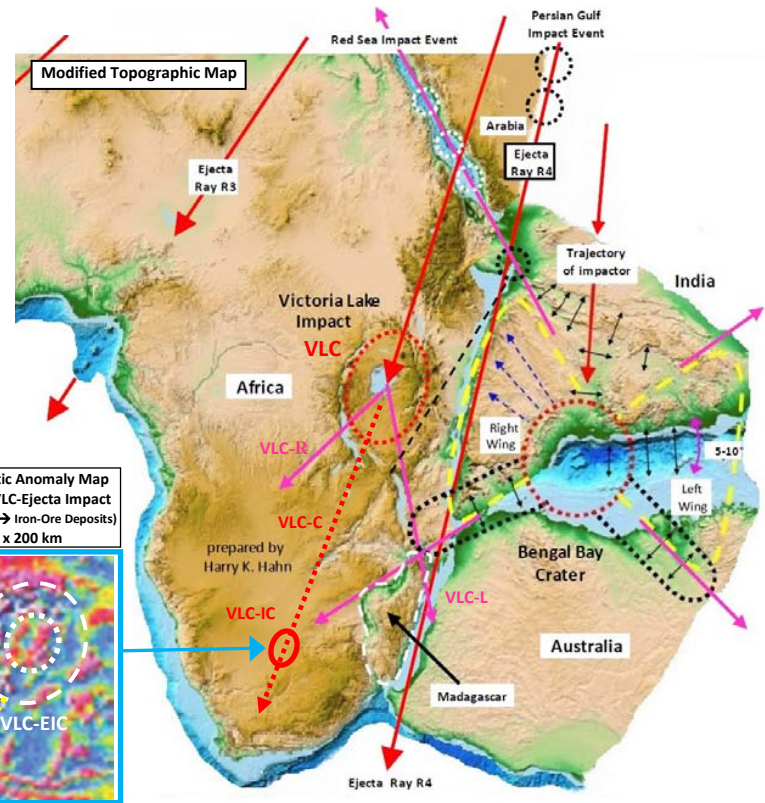 Persian Gulf
Impact Event
Red Sea Impact Event
Modified Topographic Map
Arabia
Ejecta
Ray R4
Ejecta
Ray R3
Trajectory
of impactor
India
Victoria Lake
Impact
VLC
Africa
Right
Wing
VLC-R
5-10°
Left
Wing
tic Anomaly Map
VLC-Ejecta Impact
→ Iron-Ore Deposits)
x 200 km
VLC-C
prepared by
Harry K. Hahn
Bengal Bay
Crater
VLC-L
VLC-IC
Australia
Madagascar
VLC-EIC
Ejecta Ray R4